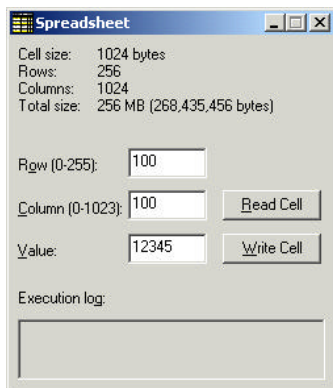 Spreadsheet
Cell size: 1024 bytes
Rows: 256
Columns: 1024
Total size: 256 MB (268,435,456 bytes)
Row (0-255): 100
Column (0-1023): 100 Read Cell
Value: 12345 Write Cell
Execution log: